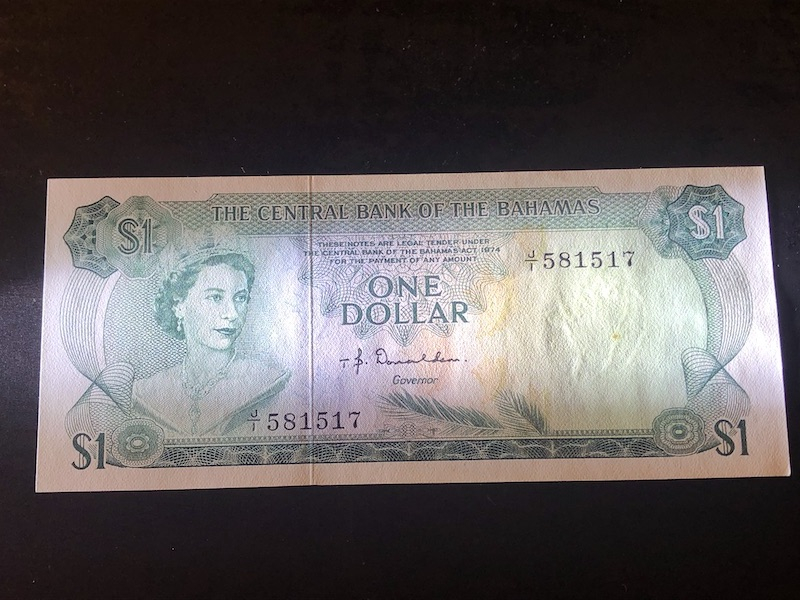 THE CENTRAL BANK OF THE BAHAMAS
$1
$1
THESE NOTES ARE LEGAL TENDER UNDER
THE CENTRAL BANK OF THE BAHAMAS ACT 1974
FOR THE PAYMENT OF ANY AMOUNT
J/1 581517
ONE
DOLLAR
T. B. Donaldson.
Governor
J/1 581517
$1
$1